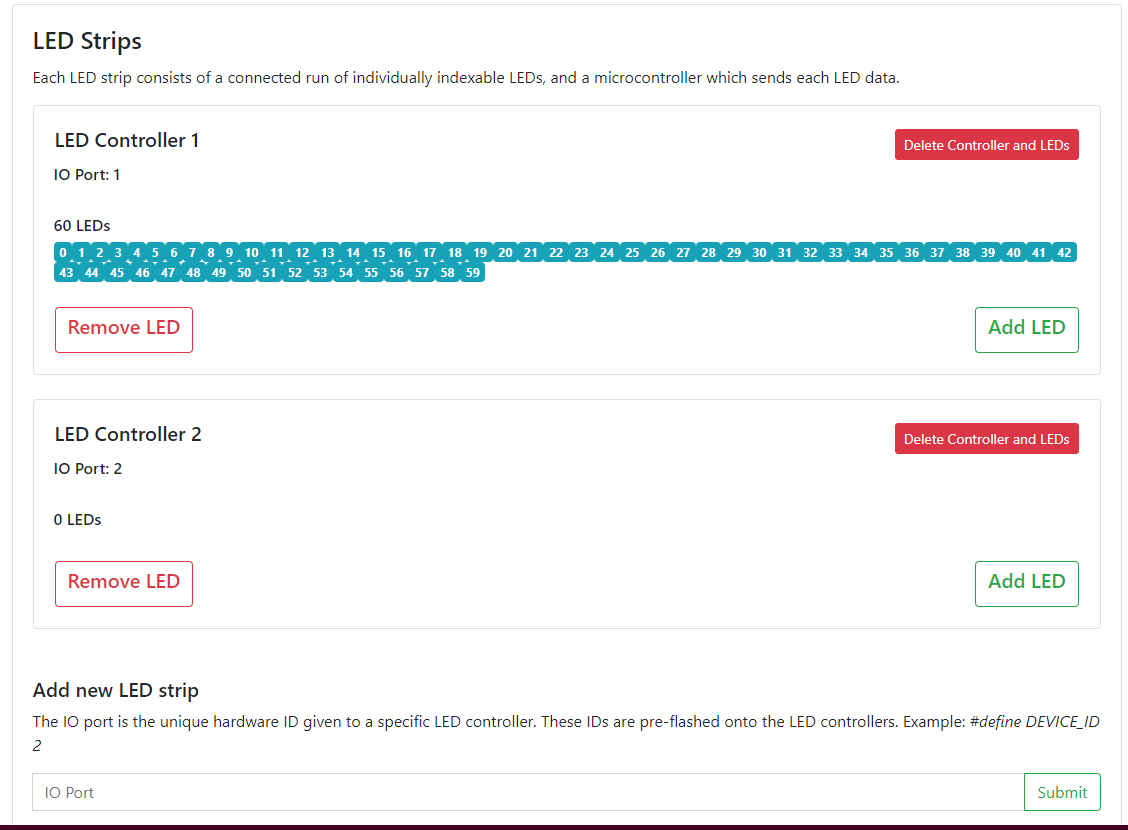 LED Strips
Each LED strip consists of a connected run of individually indexable LEDs, and a microcontroller which sends each LED data.
LED Controller 1
Delete Controller and LEDs
IO Port: 1
60 LEDs
0 1 2 3 4 5 6 7 8 9 10 11 12 13 14 15 16 17 18 19 20 21 22 23 24 25 26 27 28 29 30 31 32 33 34 35 36 37 38 39 40 41 42
43 44 45 46 47 48 49 50 51 52 53 54 55 56 57 58 59
Remove LED
Add LED
LED Controller 2
Delete Controller and LEDs
IO Port: 2
0 LEDs
Remove LED
Add LED
Add new LED strip
The IO port is the unique hardware ID given to a specific LED controller. These IDs are pre-flashed onto the LED controllers. Example: #define DEVICE_ID
2
IO Port
Submit